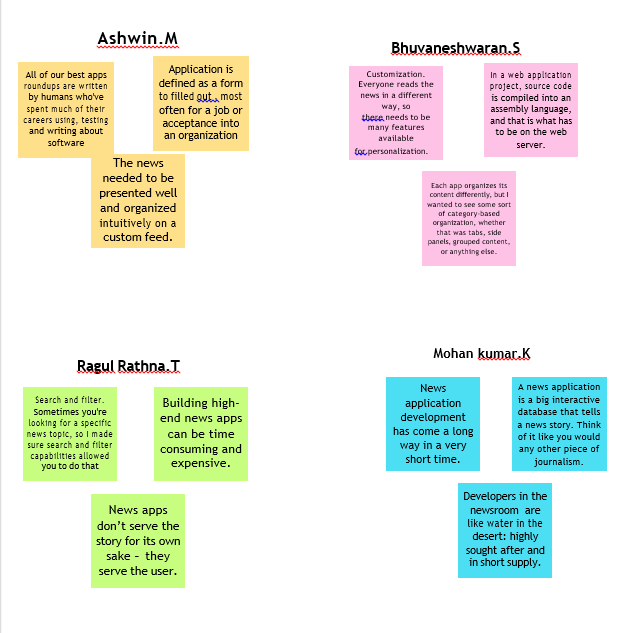 Ashwin.M
All of our best apps
roundups are written
by humans who've
spent much of their
careers using, testing
and writing about
software
Application is
defined as a form
to filled out , most
often for a job or
acceptance into
an organization
The news
needed to be
presented well
and organized
intuitively on a
custom feed.
Bhuvaneshwaran.S
Customization.
Everyone reads the
news in a different
way, so
there needs to be
many features
available
for personalization.
In a web application
project, source code
is compiled into an
assembly language,
and that is what has
to be on the web
server.
Each app organizes its
content differently, but I
wanted to see some sort
of category-based
organization, whether
that was tabs, side
panels, grouped content,
or anything else.
Ragul Rathna.T
Search and filter.
Sometimes you're
looking for a specific
news topic, so I made
sure search and filter
capabilities allowed
you to do that
Building high-
end news apps
can be time
consuming and
expensive.
News apps
don't serve the
story for its own
sake – they
serve the user.
Mohan kumar.K
News
application
development
has come a long
way in a very
short time.
A news application
is a big interactive
database that tells
a news story. Think
of it like you would
any other piece of
journalism.
Developers in the
newsroom are
like water in the
desert: highly
sought after and
in short supply.